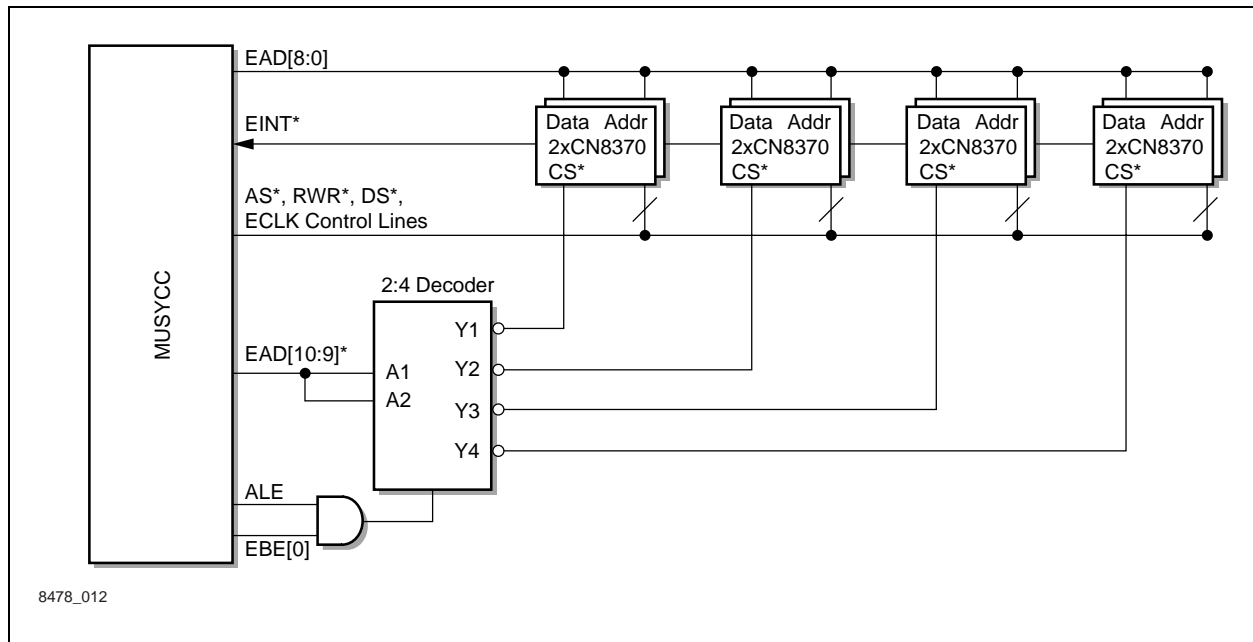 EAD[8:0]
EINT*
Data Addr
2xCN8370
CS*
Data Addr
2xCN8370
CS*
Data Addr
2xCN8370
CS*
Data Addr
2xCN8370
CS*
AS*, RWR*, DS*,
ECLK Control Lines
MUSYCC
2:4 Decoder
Y1
EAD[10:9]*
A1
Y2
A2
Y3
Y4
ALE
EBE[0]
8478_012